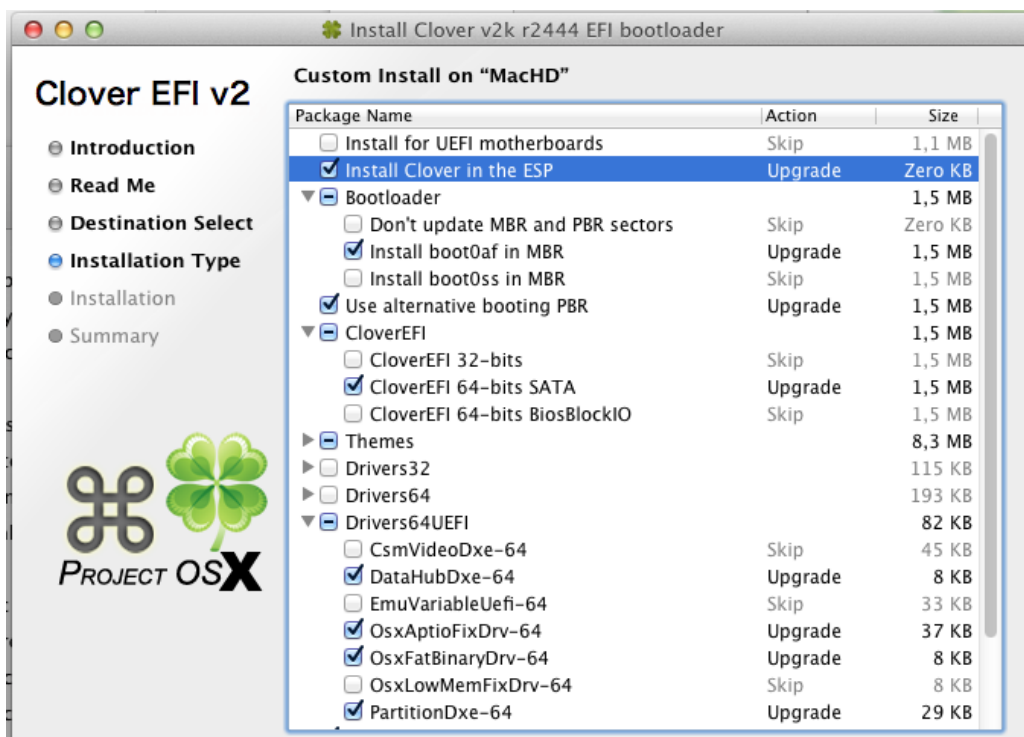 Install Clover v2k r2444 EFI bootloader
Clover EFI v2
Introduction
Read Me
Destination Select
Installation Type
Installation
Summary
PROJECT OSX
Custom Install on “MacHD”
Package Name Action Size
Install for UEFI motherboards Skip 1,1 MB
Install Clover in the ESP Upgrade Zero KB
Bootloader 1,5 MB
Don't update MBR and PBR sectors Skip Zero KB
Install boot0af in MBR Upgrade 1,5 MB
Install boot0ss in MBR Skip 1,5 MB
Use alternative booting PBR Upgrade 1,5 MB
CloverEFI 1,5 MB
CloverEFI 32-bits Skip 1,5 MB
CloverEFI 64-bits SATA Upgrade 1,5 MB
CloverEFI 64-bits BiosBlockIO Skip 1,5 MB
Themes 8,3 MB
Drivers32 115 KB
Drivers64 193 KB
Drivers64UEFI 82 KB
CsmVideoDxe-64 Skip 45 KB
DataHubDxe-64 Upgrade 8 KB
EmuVariableUefi-64 Skip 33 KB
OsxAptioFixDrv-64 Upgrade 37 KB
OsxFatBinaryDrv-64 Upgrade 8 KB
OsxLowMemFixDrv-64 Skip 8 KB
PartitionDxe-64 Upgrade 29 KB